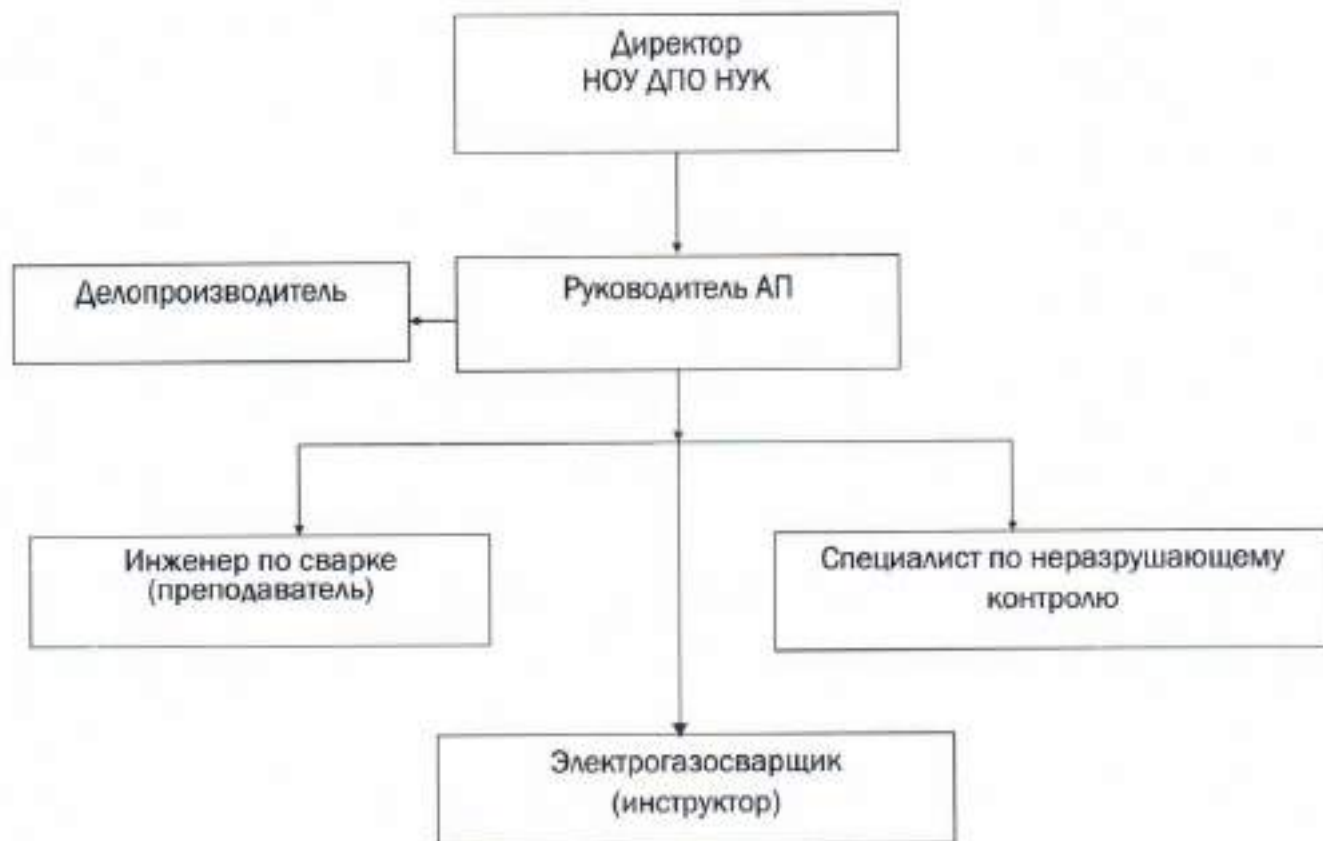 Директор
НОУ ДПО НУК
Делопроизводитель
Руководитель АП
Инженер по сварке
(преподаватель)
Специалист по неразрушающему
контролю
Электрогазосварщик
(инструктор)